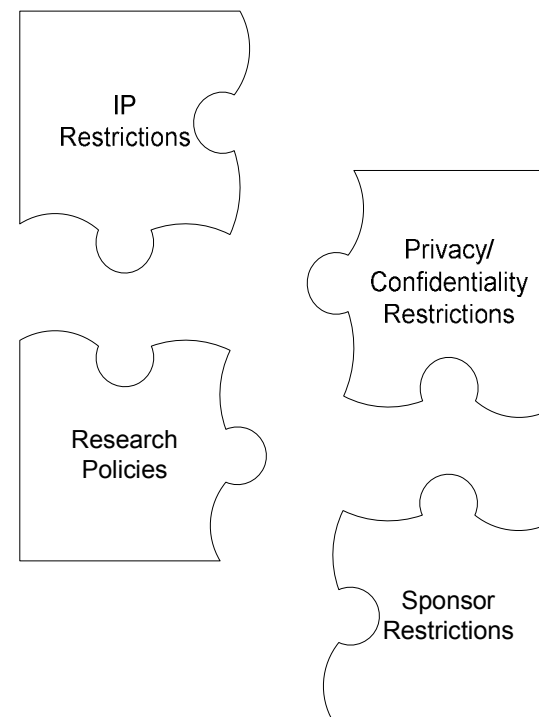 IP
Restrictions
Privacy/
Confidentiality
Restrictions
Research
Policies
Sponsor
Restrictions